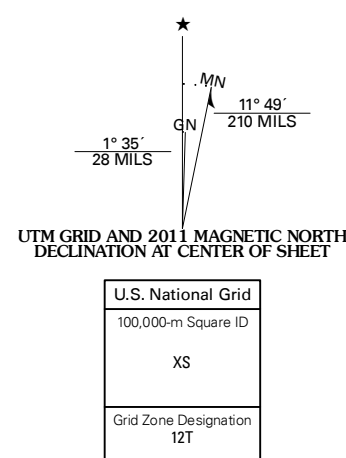 ★
MN
11° 49´
210 MILS
GN
1° 35´
28 MILS
UTM GRID AND 2011 MAGNETIC NORTH
DECLINATION AT CENTER OF SHEET
U.S. National Grid
100,000-m Square ID
XS
Grid Zone Designation
12T